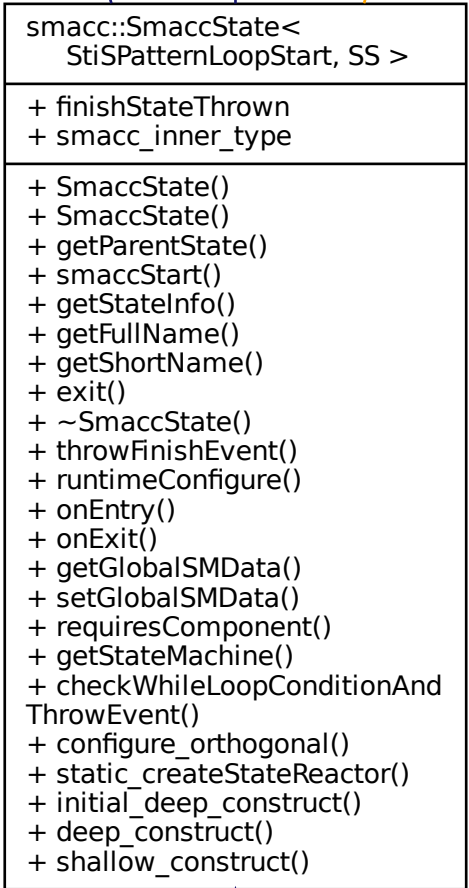 smacc::SmaccState<
StiSPatternLoopStart, SS >
+ finishStateThrown
+ smacc_inner_type
+ SmaccState()
+ SmaccState()
+ getParentState()
+ smaccStart()
+ getStateInfo()
+ getFullName()
+ getShortName()
+ exit()
+ ~SmaccState()
+ throwFinishEvent()
+ runtimeConfigure()
+ onEntry()
+ onExit()
+ getGlobalSMData()
+ setGlobalSMData()
+ requiresComponent()
+ getStateMachine()
+ checkWhileLoopConditionAnd
ThrowEvent()
+ configure_orthogonal()
+ static_createStateReactor()
+ initial_deep_construct()
+ deep_construct()
+ shallow_construct()